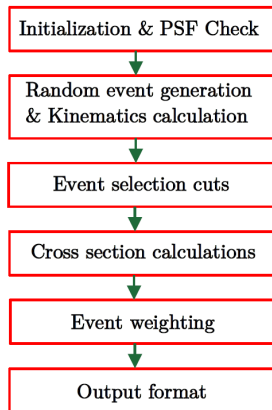 Initialization & PSF Check
Random event generation
& Kinematics calculation
Event selection cuts
Cross section calculations
Event weighting
Output format